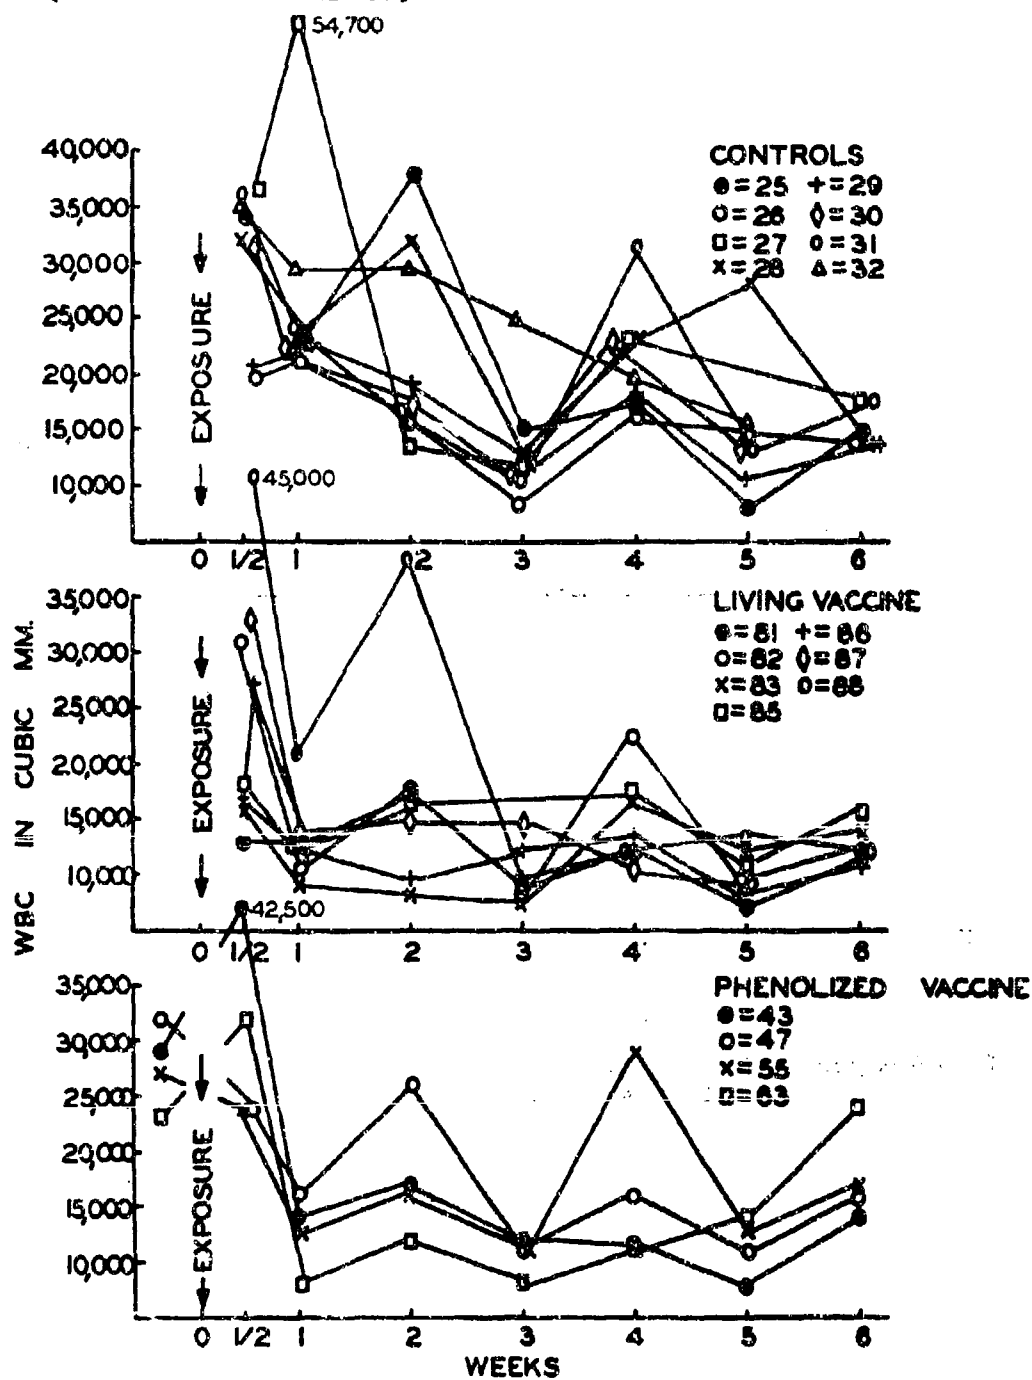 54,700
40,000
35,000
30,000
25,000
20,000
15,000
10,000
EXPOSURE
CONTROLS
= 25 + = 29
= 26 ◊ = 30
□ = 27 o = 31
x = 28 △ = 32
0 1/2 1 2 3 4 5 6
45,000
35,000
30,000
25,000
20,000
15,000
10,000
EXPOSURE
LIVING VACCINE
= 81 + = 86
o = 82 ◊ = 87
x = 83 o = 88
□ = 85
0 1/2 1 2 3 4 5 6
42,500
35,000
30,000
25,000
20,000
15,000
10,000
EXPOSURE
PHENOLIZED VACCINE
= 43
o = 47
x = 55
□ = 63
0 1/2 1 2 3 4 5 6
WEEKS
WBC IN CUBIC MM.